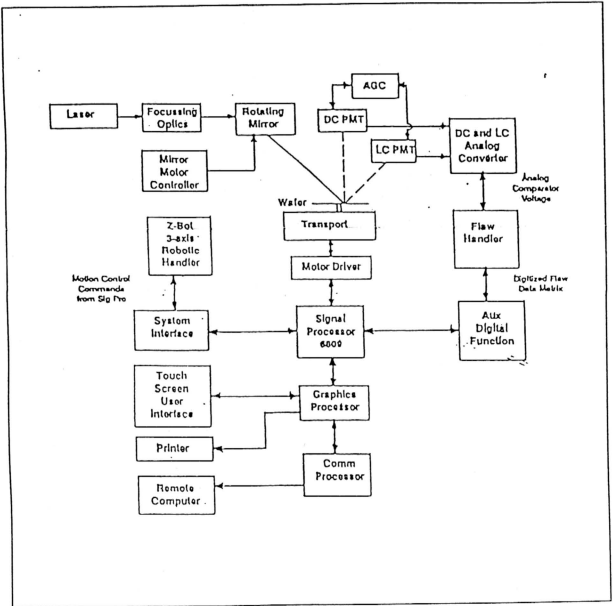 AGC
Laser
Focussing
Optics
Rotating
Mirror
DC PMT
LC PMT
DC and LC
Analog
Converter
Mirror
Motor
Controller
Analog
Comparator
Voltage
Wafer
Transport
Z-Bot
3-axis
Robotic
Handler
Flaw
Handler
Motor Driver
Motion Control
Commands
from Sig Pro
Digitized Flaw
Data Matrix
System
Interface
Signal
Processor
6809
Aux
Digital
Function
Touch
Screen
User
Interface
Graphics
Processor
Printer
Comm
Processor
Remote
Computer